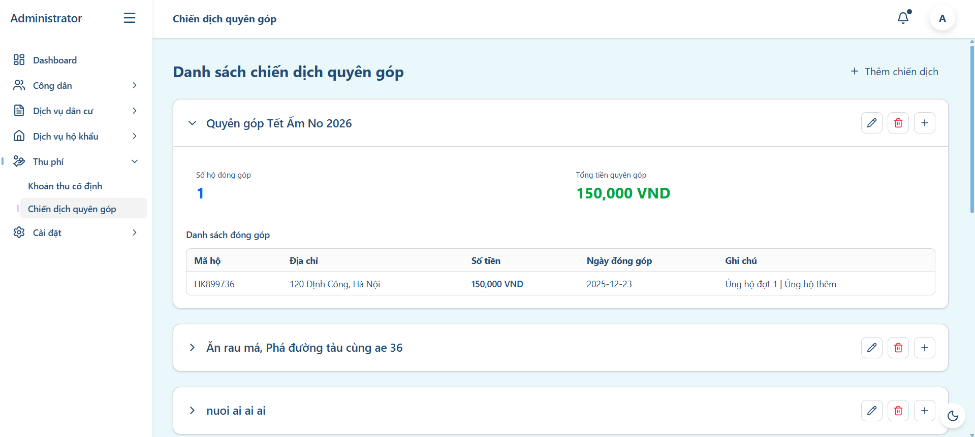 Administrator
Chiến dịch quyên góp
A
Dashboard
Công dân
Dịch vụ dân cư
Dịch vụ hộ khẩu
Thu phí
Khoản thu cố định
Chiến dịch quyên góp
Cài đặt
Danh sách chiến dịch quyên góp
+ Thêm chiến dịch
Quyên góp Tết Ấm No 2026
Số hộ đóng góp
Tổng tiền quyên góp
1
150,000 VND
Danh sách đóng góp
Mã hộ Địa chỉ Số tiền Ngày đóng góp Ghi chú
HK899736 120 Định Công, Hà Nội 150,000 VND 2025-12-23 Ủng hộ đợt 1 | Ủng hộ thêm
Ăn rau má, Phá đường tàu cùng ae 36
nuoi ai ai ai